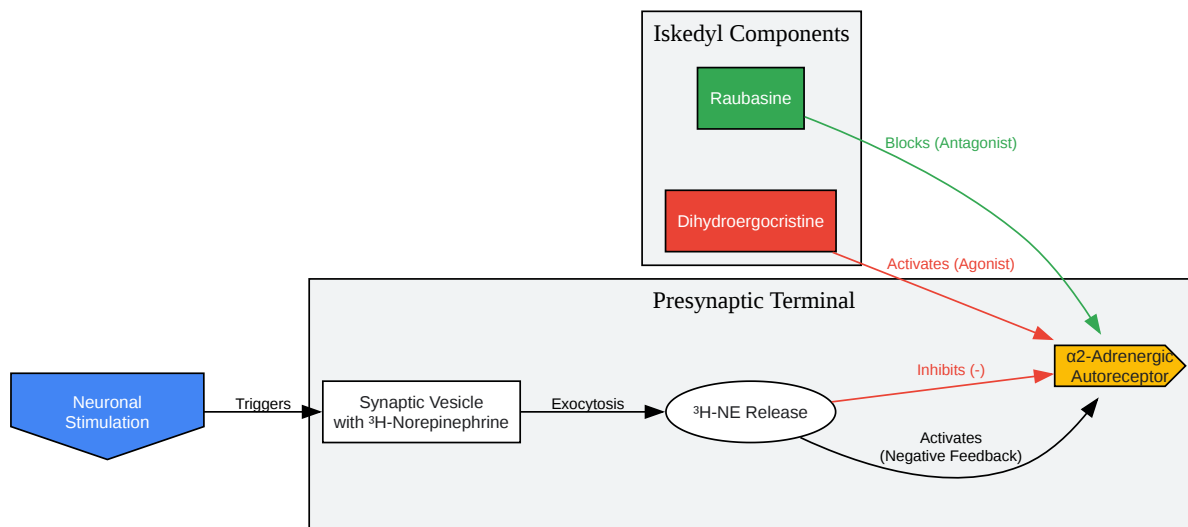 Iskedyl Components
Raubasine
Blocks (Antagonist)
Dihydroergocristine
Activates (Agonist)
Presynaptic Terminal
α2-Adrenergic
Autoreceptor
Inhibits (-)
Neuronal
Stimulation
Triggers
Synaptic Vesicle
with ³H-Norepinephrine
Exocytosis
³H-NE Release
Activates
(Negative Feedback)